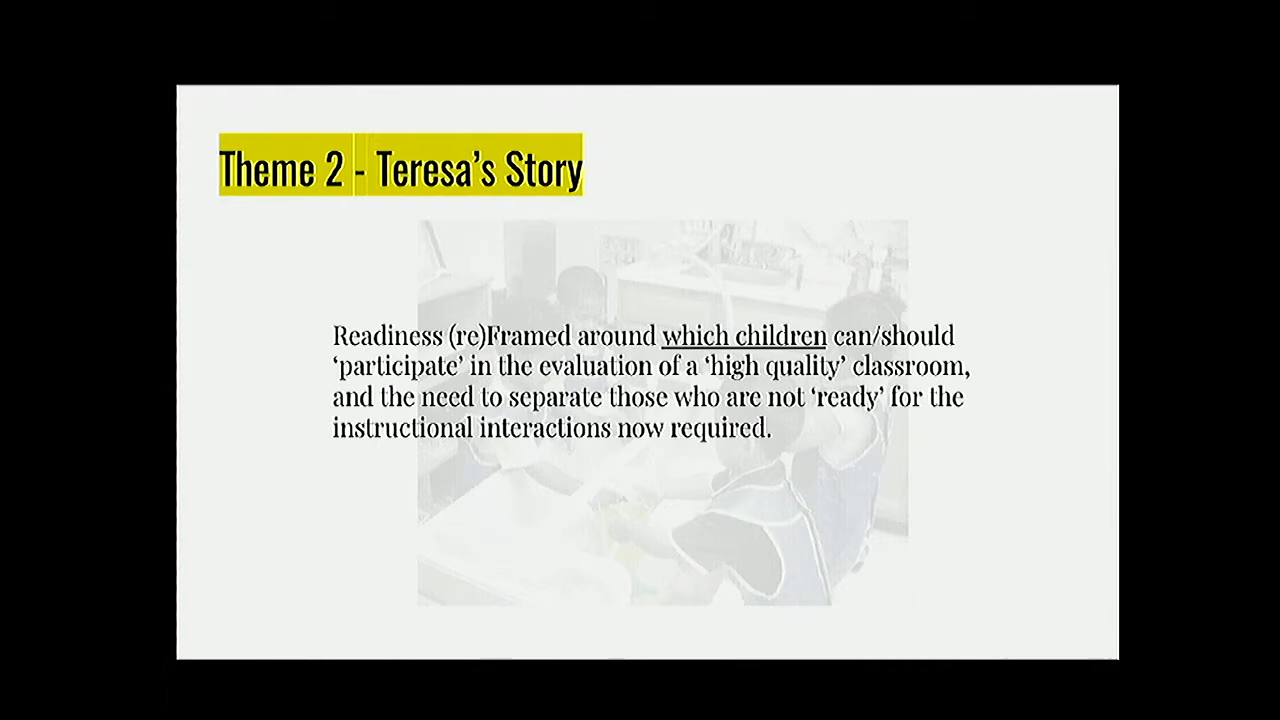 Theme 2 - Teresa’s Story
Readiness (re)Framed around which children can/should
‘participate’ in the evaluation of a ‘high quality’ classroom,
and the need to separate those who are not ‘ready’ for the
instructional interactions now required.